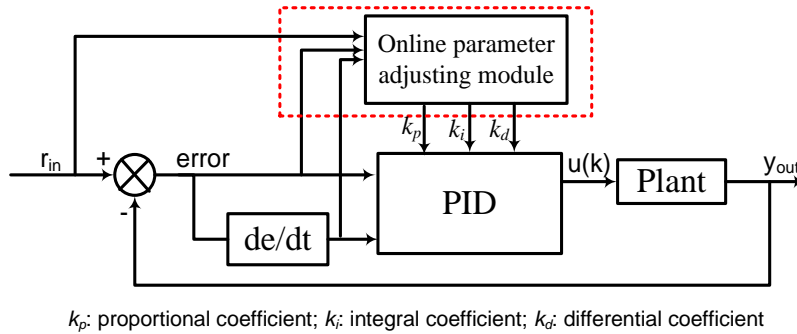 Online parameter
adjusting module
kp ki kd
rin + error PID u(k) Plant yout
-
de/dt
kp: proportional coefficient; ki: integral coefficient; kd: differential coefficient